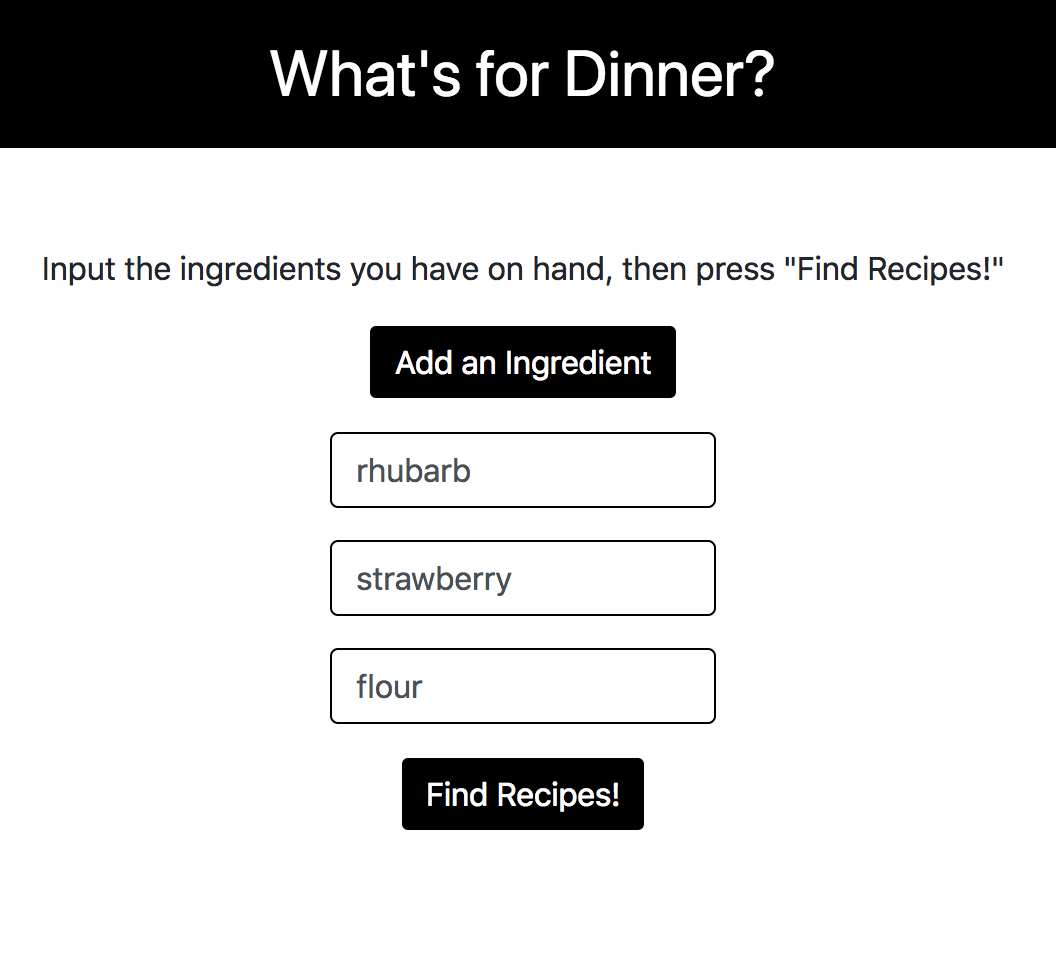 What's for Dinner?
Input the ingredients you have on hand, then press "Find Recipes!"
Add an Ingredient
rhubarb
strawberry
flour
Find Recipes!